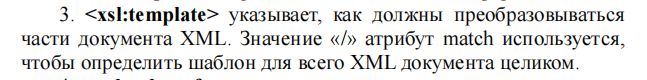 3. <xsl:template> указывает, как должны преобразовываться
части документа XML. Значение «/» атрибут match используется,
чтобы определить шаблон для всего XML документа целиком.